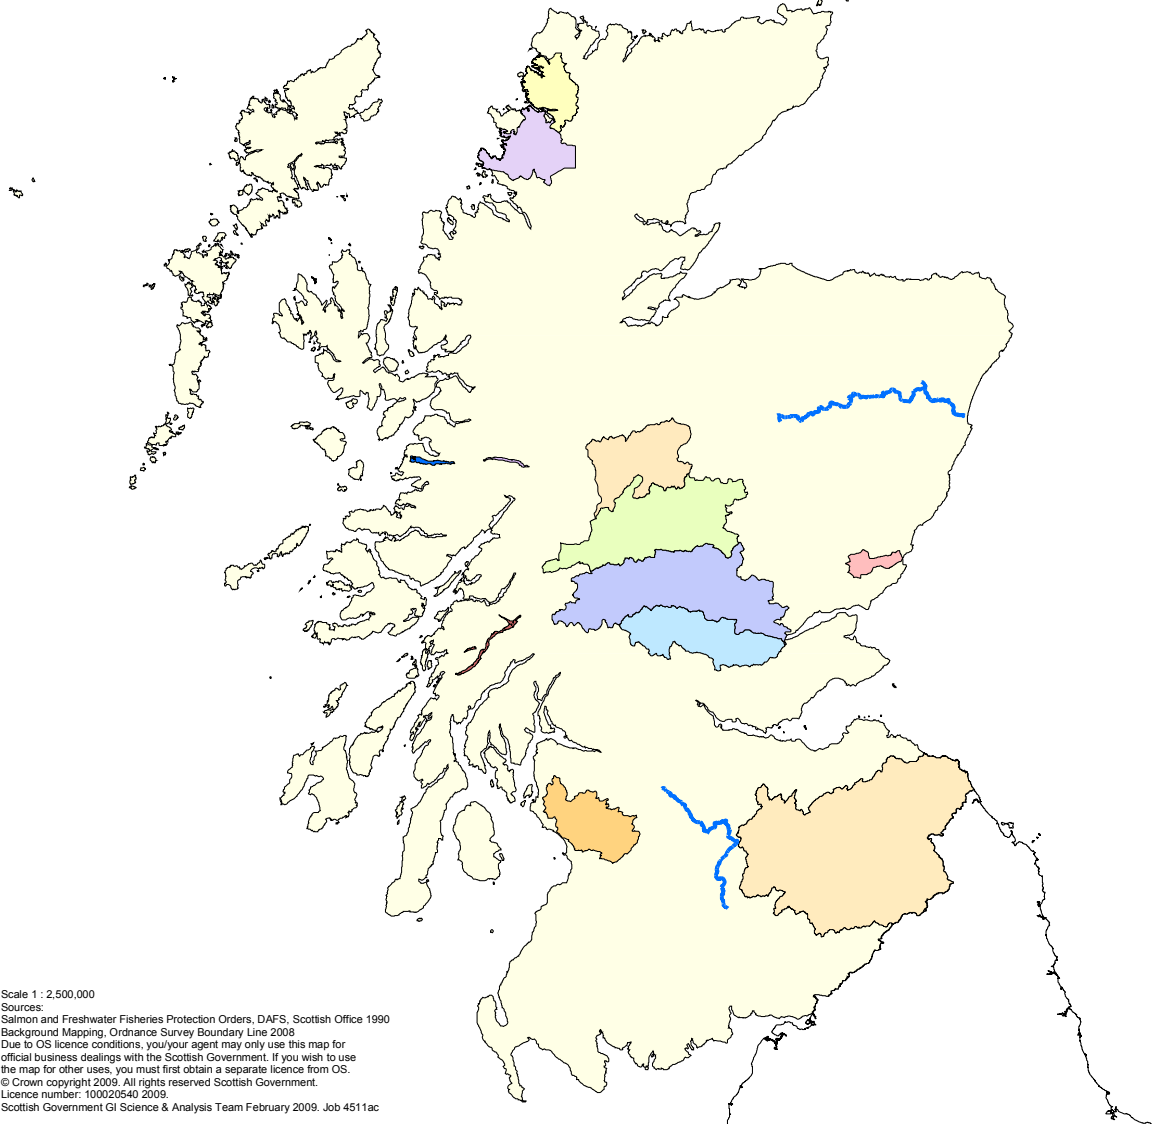 Scale 1 : 2,500,000
Sources:
Salmon and Freshwater Fisheries Protection Orders, DAFS, Scottish Office 1990
Background Mapping, Ordnance Survey Boundary Line 2008
Due to OS licence conditions, you/your agent may only use this map for
official business dealings with the Scottish Government. If you wish to use
the map for other uses, you must first obtain a separate licence from OS.
© Crown copyright 2009. All rights reserved Scottish Government.
Licence number: 100020540 2009.
Scottish Government GI Science & Analysis Team February 2009. Job 4511ac